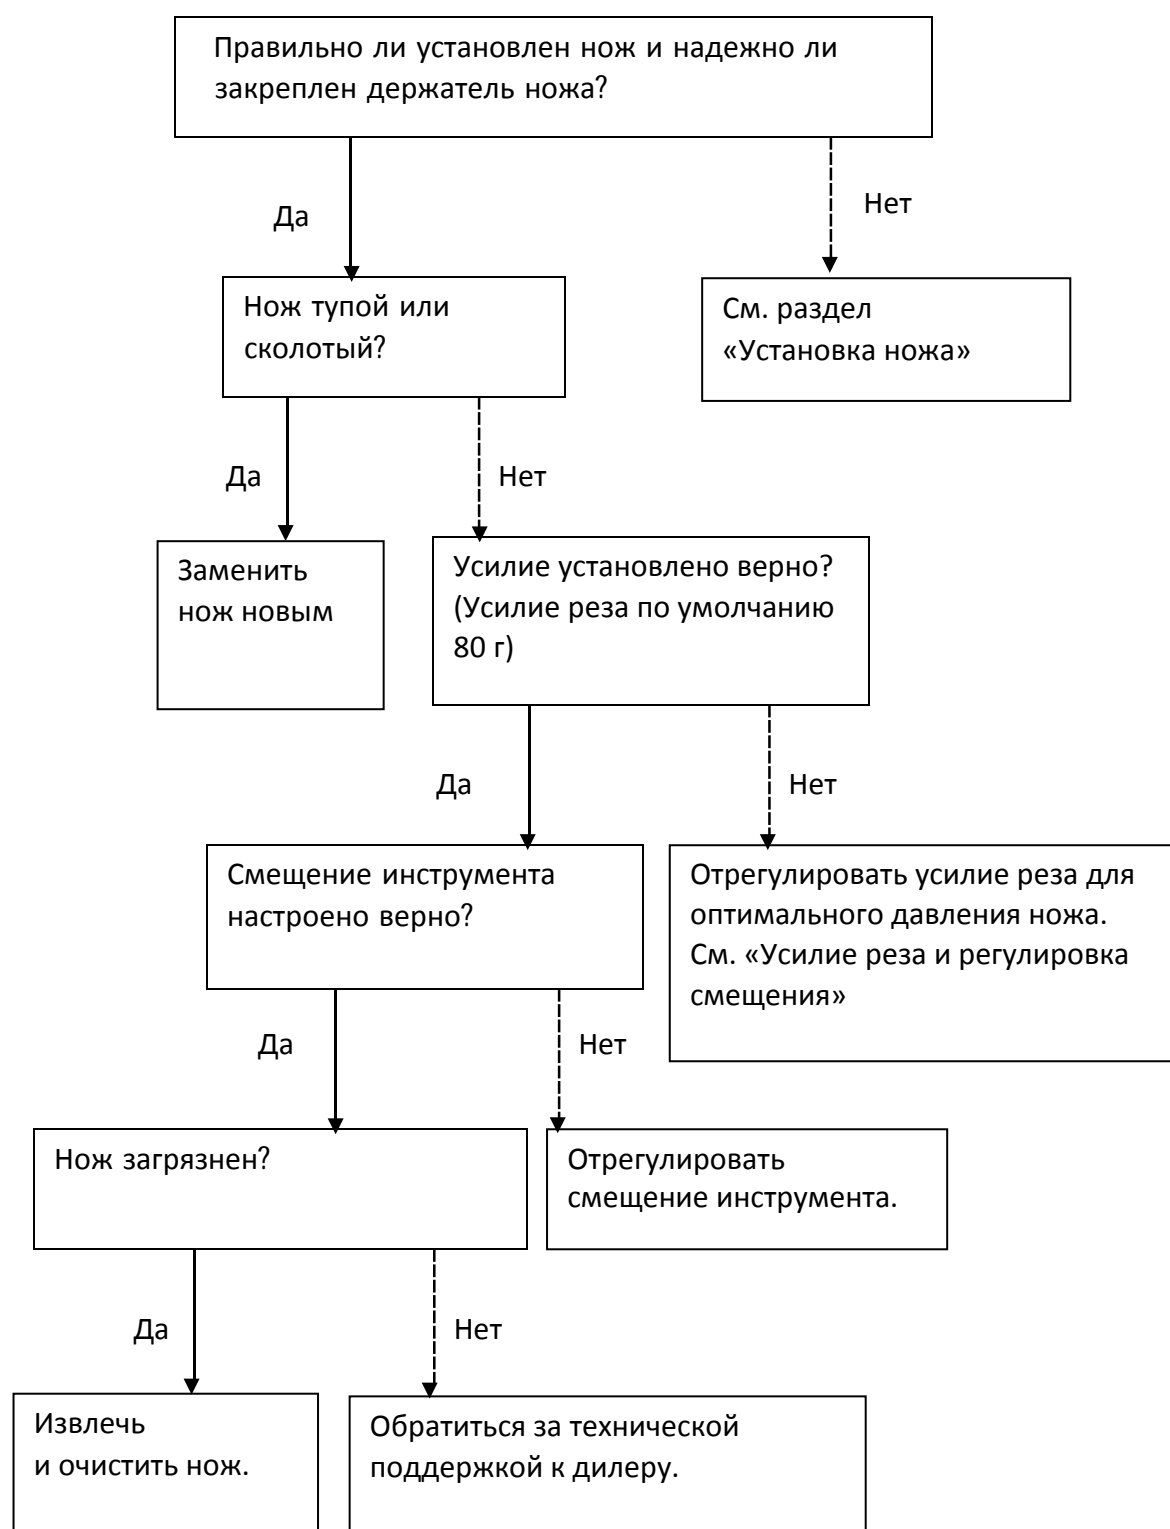 Правильно ли установлен нож и надежно ли
закреплен держатель ножа?
Да
Нет
Нож тупой или
сколотый?
См. раздел
«Установка ножа»
Да
Нет
Заменить
нож новым
Усилие установлено верно?
(Усилие реза по умолчанию
80 г)
Да
Нет
Смещение инструмента
настроено верно?
Отрегулировать усилие реза для
оптимального давления ножа.
См. «Усилие реза и регулировка
смещения»
Да
Нет
Нож загрязнен?
Отрегулировать
смещение инструмента.
Да
Нет
Извлечь
и очистить нож.
Обратиться за технической
поддержкой к дилеру.